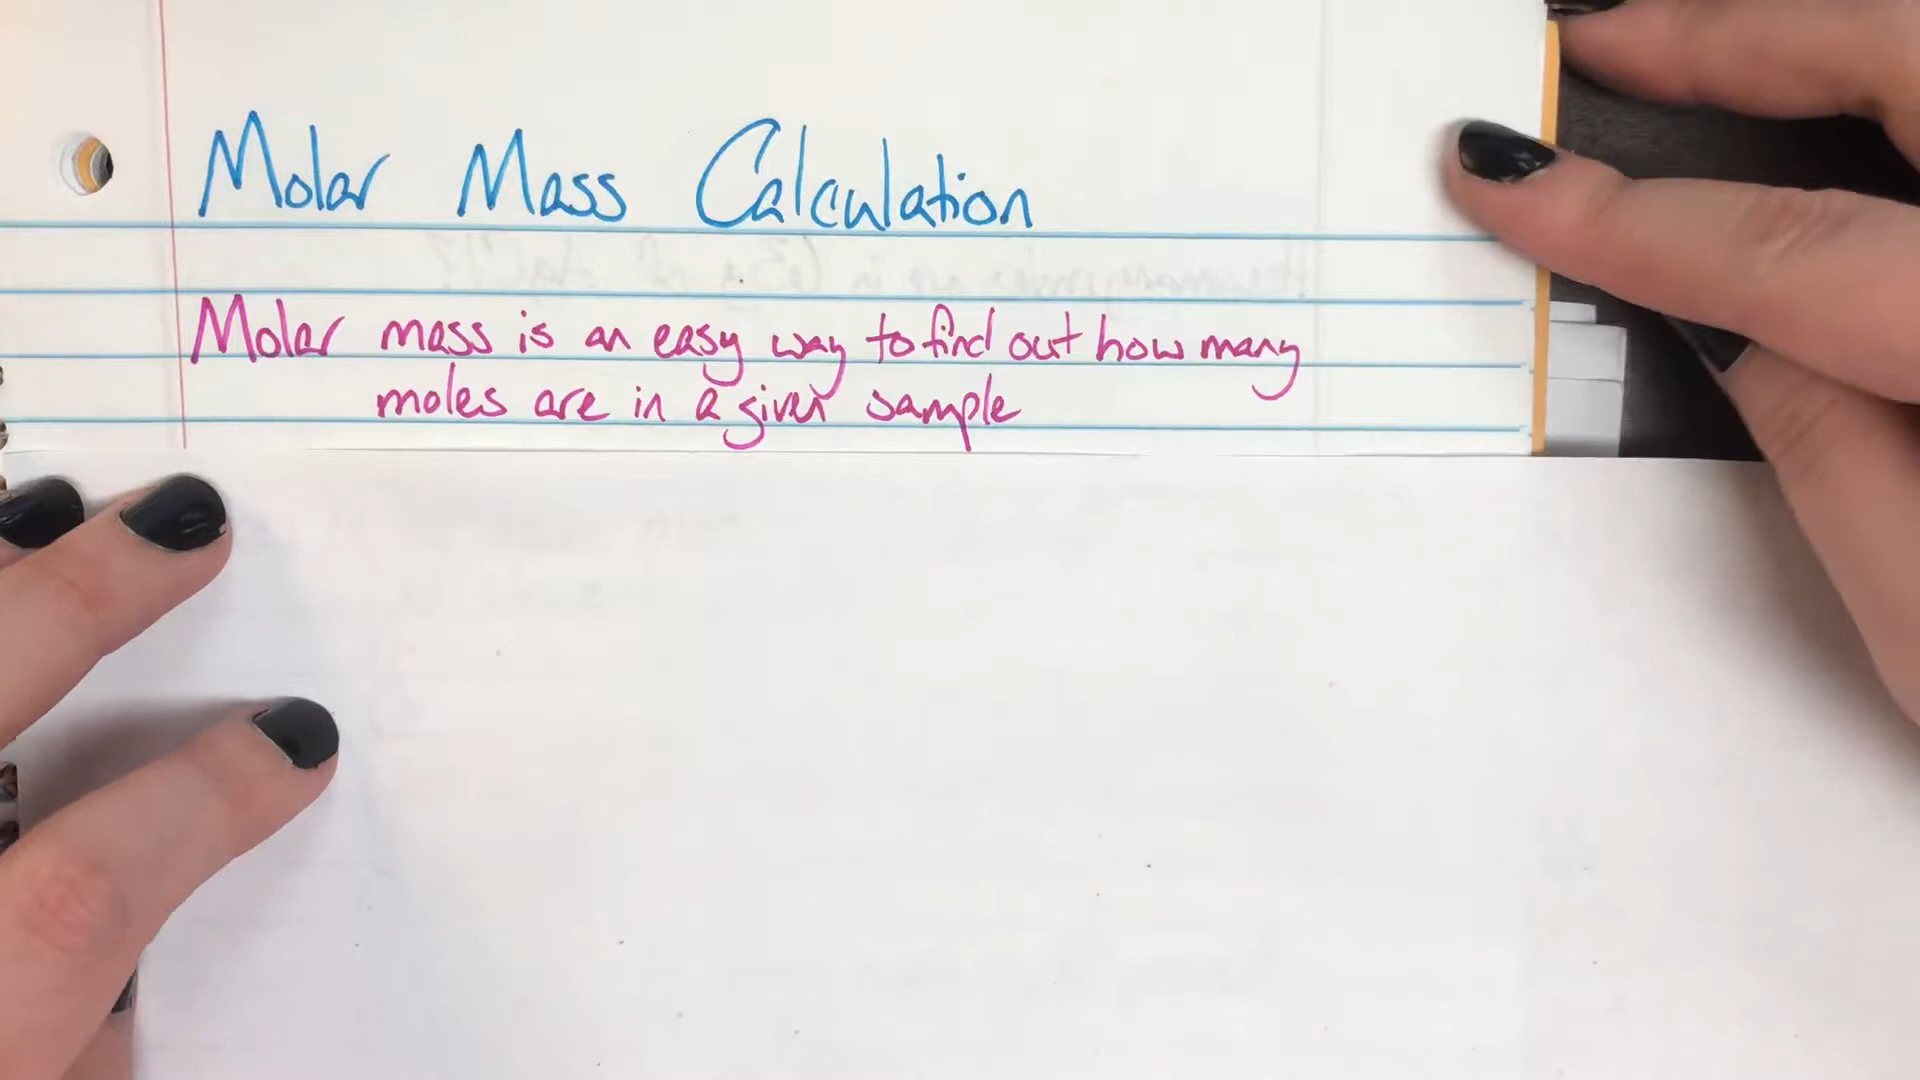 Molar Mass Calculation
Molar mass is an easy way to find out how many
moles are in a given sample